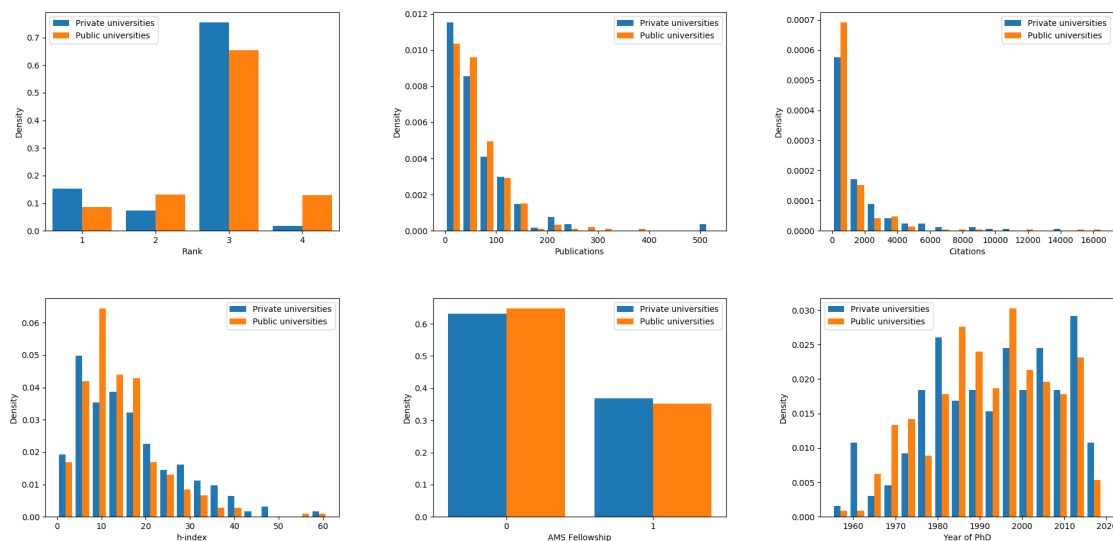 Private universities
Public universities
0.7
0.6
0.5
0.4
0.3
0.2
0.1
0.0
Density
1 2 3 4
Rank
Private universities
Public universities
0.012
0.010
0.008
0.006
0.004
0.002
0.000
Density
0 100 200 300 400 500
Publications
Private universities
Public universities
0.0007
0.0006
0.0005
0.0004
0.0003
0.0002
0.0001
0.0000
Density
0 2000 4000 6000 8000 10000 12000 14000 16000
Citations
Private universities
Public universities
0.06
0.05
0.04
0.03
0.02
0.01
0.00
Density
0 10 20 30 40 50 60
h-index
Private universities
Public universities
0.6
0.5
0.4
0.3
0.2
0.1
0.0
Density
0 1
AMS Fellowship
Private universities
Public universities
0.030
0.025
0.020
0.015
0.010
0.005
0.000
Density
1960 1970 1980 1990 2000 2010 2020
Year of PhD